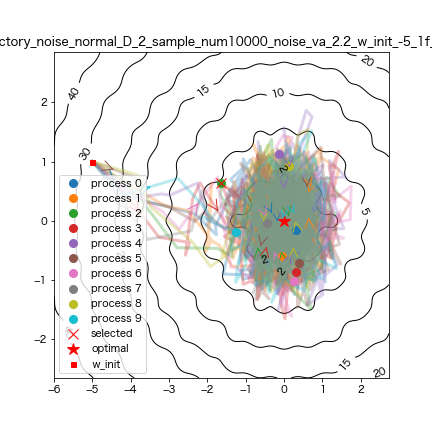 ctory_noise_normal_D_2_sample_num10000_noise_va_2.2_w_init_-5_1f_
20
40
15
10
30
2
5
2
2
15
20
process 0
process 1
process 2
process 3
process 4
process 5
process 6
process 7
process 8
process 9
selected
optimal
w_init
2
1
0
−1
−2
−6
−5
−4
−3
−2
−1
0
1
2